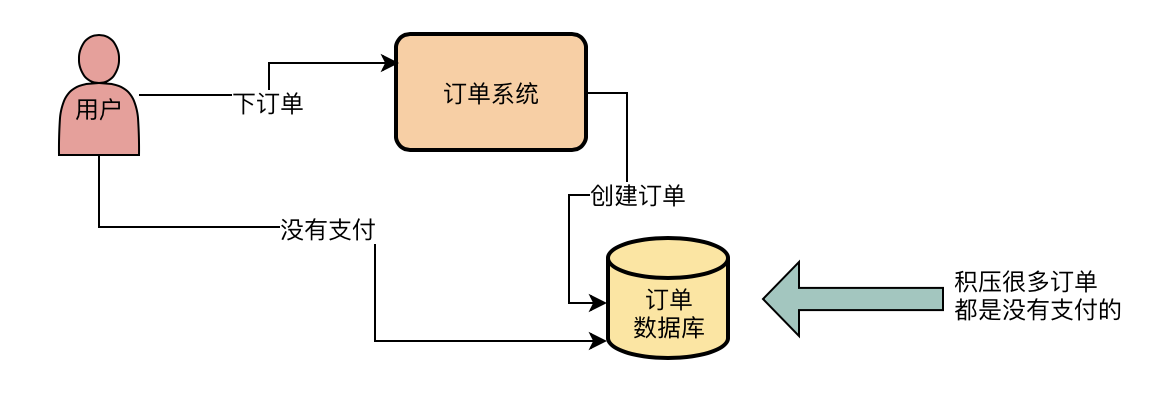 用户
下订单
订单系统
创建订单
没有支付
订单
数据库
积压很多订单
都是没有支付的